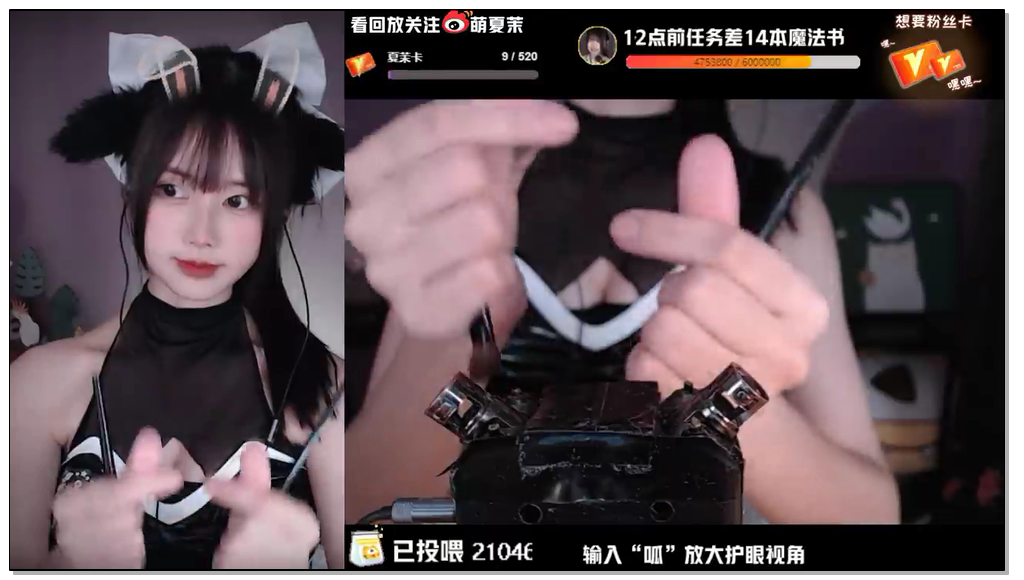 看回放关注萌夏茉
夏茉卡 9 / 520
12点前任务差14本魔法书
4753800 / 6000000
想要粉丝卡
嘿~
嘿嘿~
已投喂 21046
输入“呱”放大护眼视角